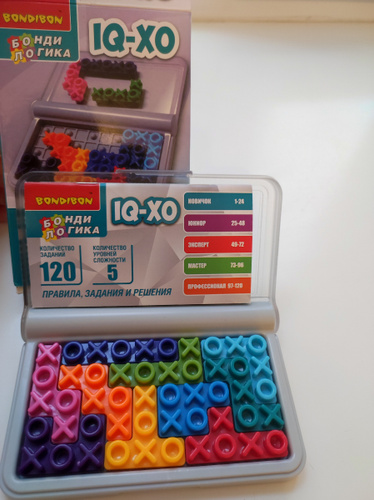 BONDIBON
БОНДИ
ЛОГИКА
IQ-XO
BONDIBON
БОНДИ
ЛОГИКА
IQ-XO
КОЛИЧЕСТВО
ЗАДАНИЙ
120
КОЛИЧЕСТВО
УРОВНЕЙ
СЛОЖНОСТИ
5
ПРАВИЛА, ЗАДАНИЯ И РЕШЕНИЯ
НОВИЧОК 1-24
ЮНИОР 25-48
ЭКСПЕРТ 49-72
МАСТЕР 73-96
ПРОФЕССИОНАЛ 97-120